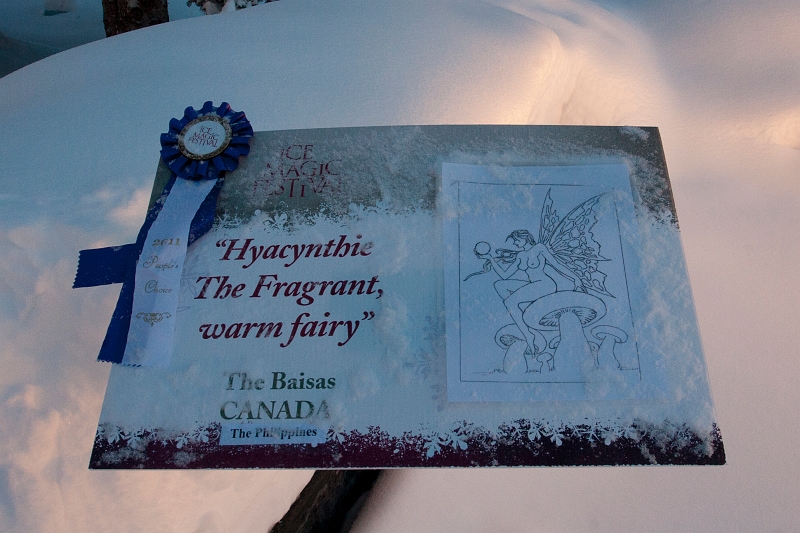 ICE
MAGIC
FESTIVAL
2011
People's
Choice
ICE
MAGIC
FESTIVAL
“Hyacynthie
The Fragrant,
warm fairy”
The Baisas
CANADA
The Philippines